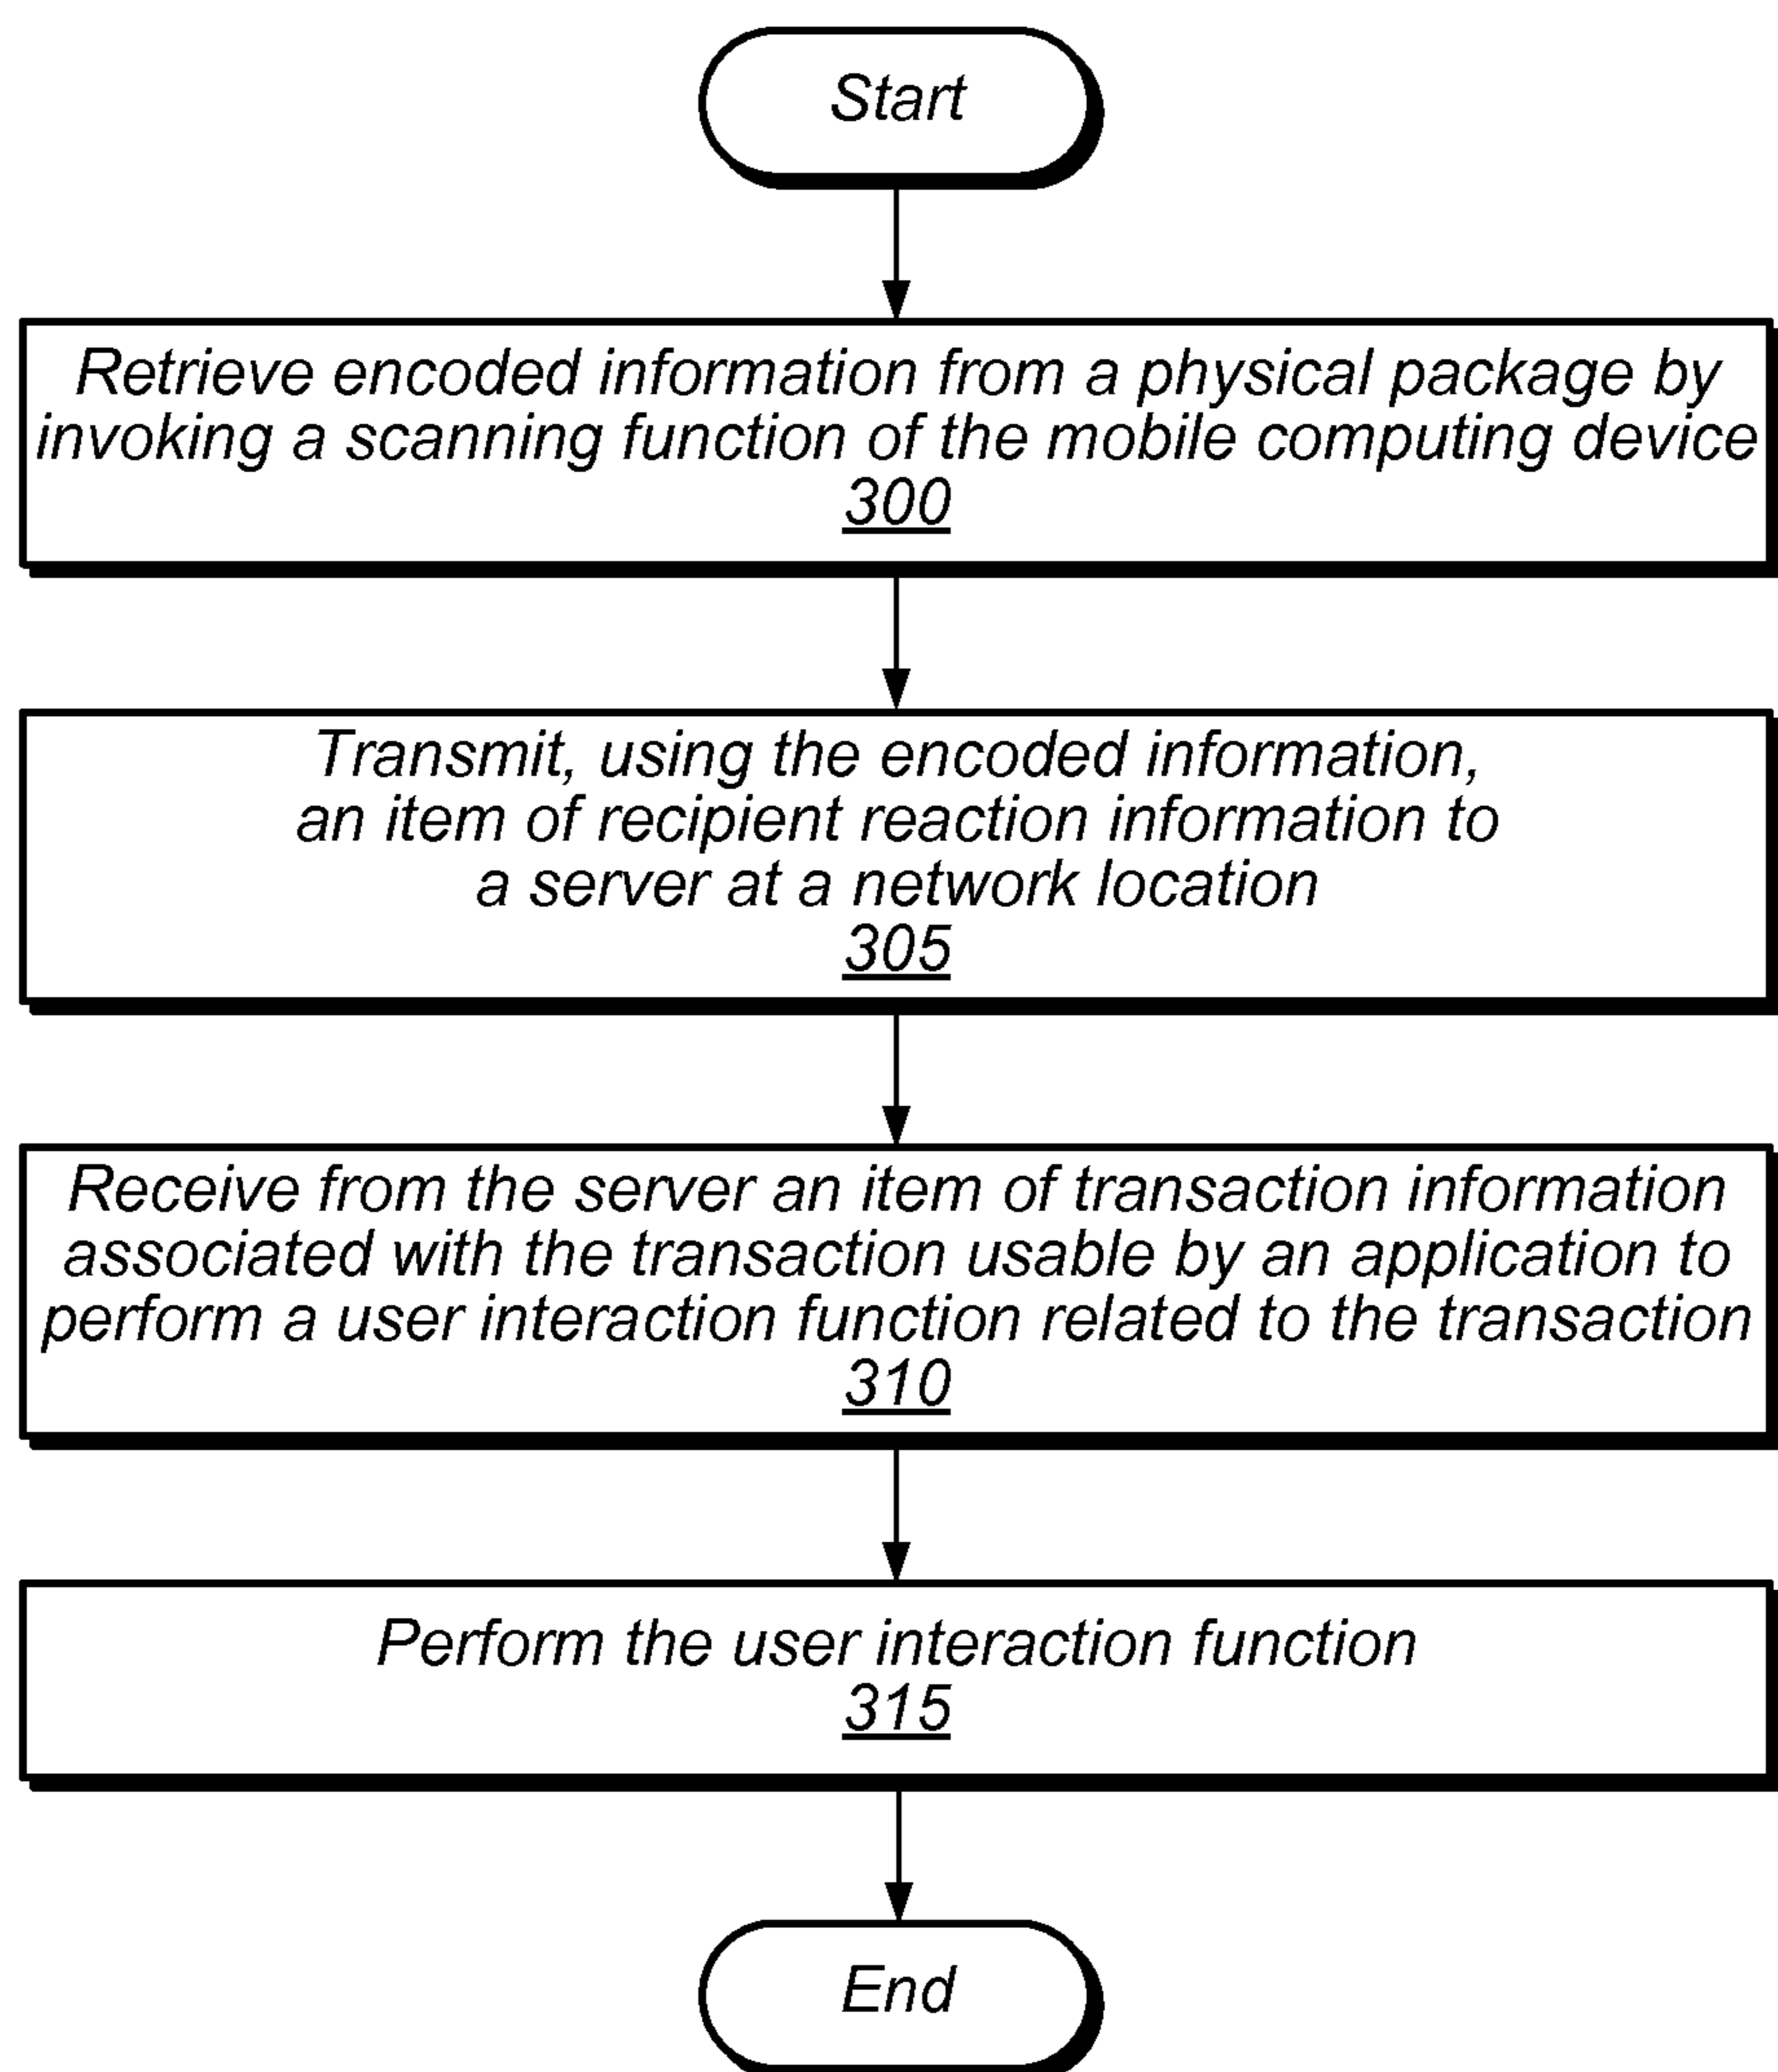 Start
Retrieve encoded information from a physical package by
invoking a scanning function of the mobile computing device
300
Transmit, using the encoded information,
an item of recipient reaction information to
a server at a network location
305
Receive from the server an item of transaction information
associated with the transaction usable by an application to
perform a user interaction function related to the transaction
310
Perform the user interaction function
315
End